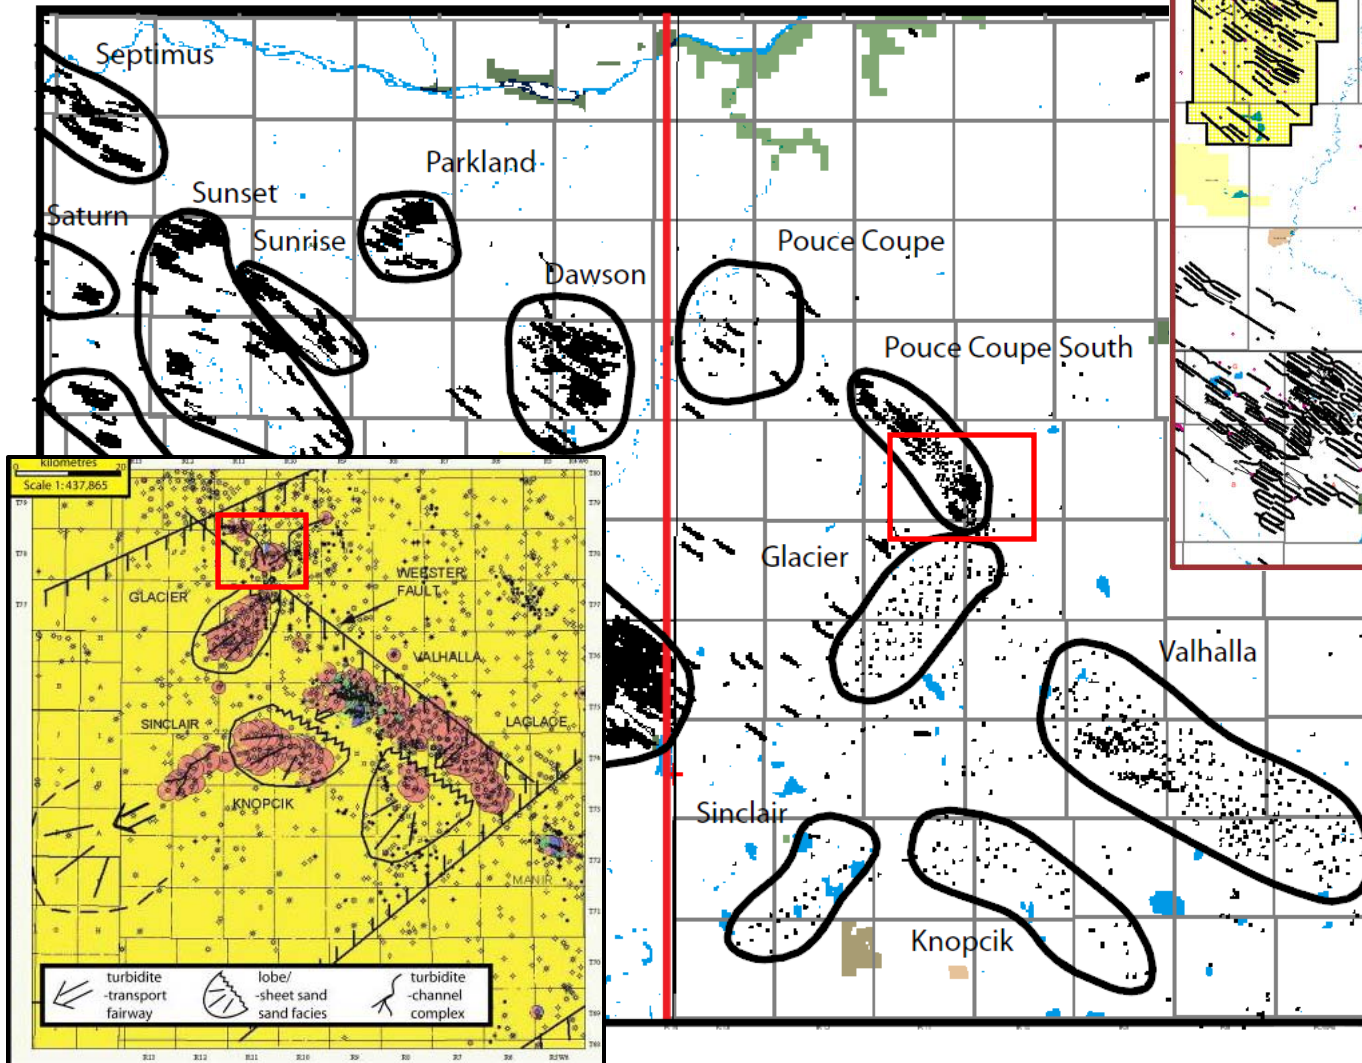 Septimus
Parkland
Sunset
Saturn
Sunrise
Pouce Coupe
Dawson
Pouce Coupe South
Glacier
Valhalla
Sinclair
Knopcik
kilometres
0 20
Scale 1:437,865
GLACIER
WEBSTER
FAULT
VALHALLA
SINCLAIR
LAGLACE
KNOPCIK
MANIR
turbidite
-transport
fairway
lobe/
-sheet sand
sand facies
turbidite
-channel
complex